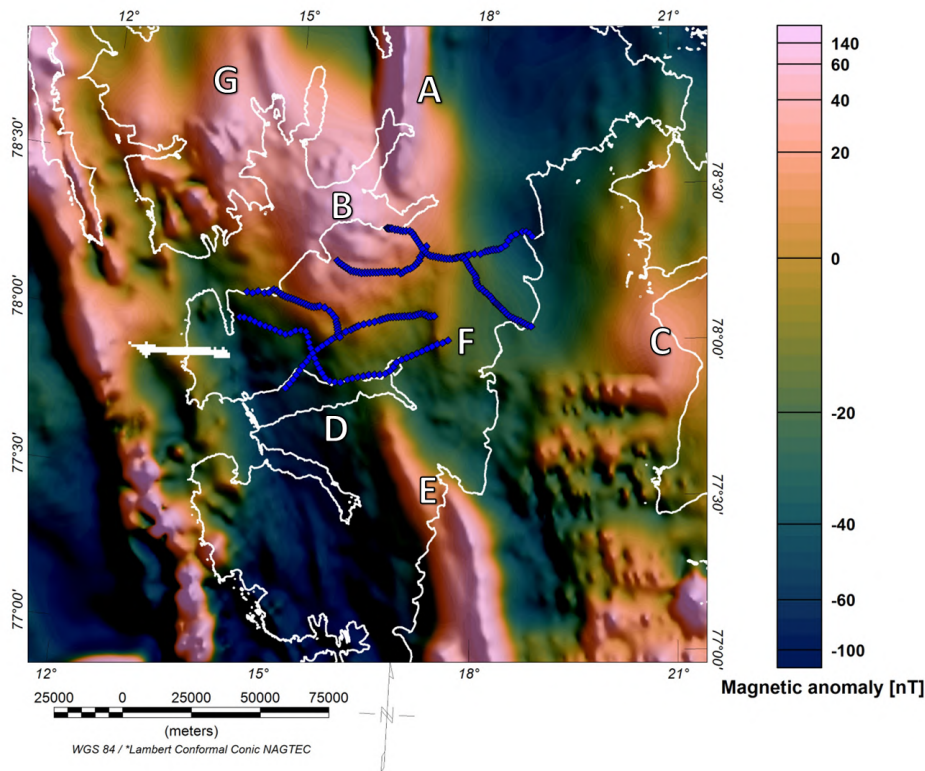 12° 15° 18° 21°
G A
78°30' 78°30'
B
78°00' 78°00'
F C
D
77°30' E 77°30'
77°00' 77°00'
12° 15° 18° 21°
25000 0 25000 50000 75000
(meters)
WGS 84 / *Lambert Conformal Conic NAGTEC
N
140
60
40
20
0
-20
-40
-60
-100
Magnetic anomaly [nT]